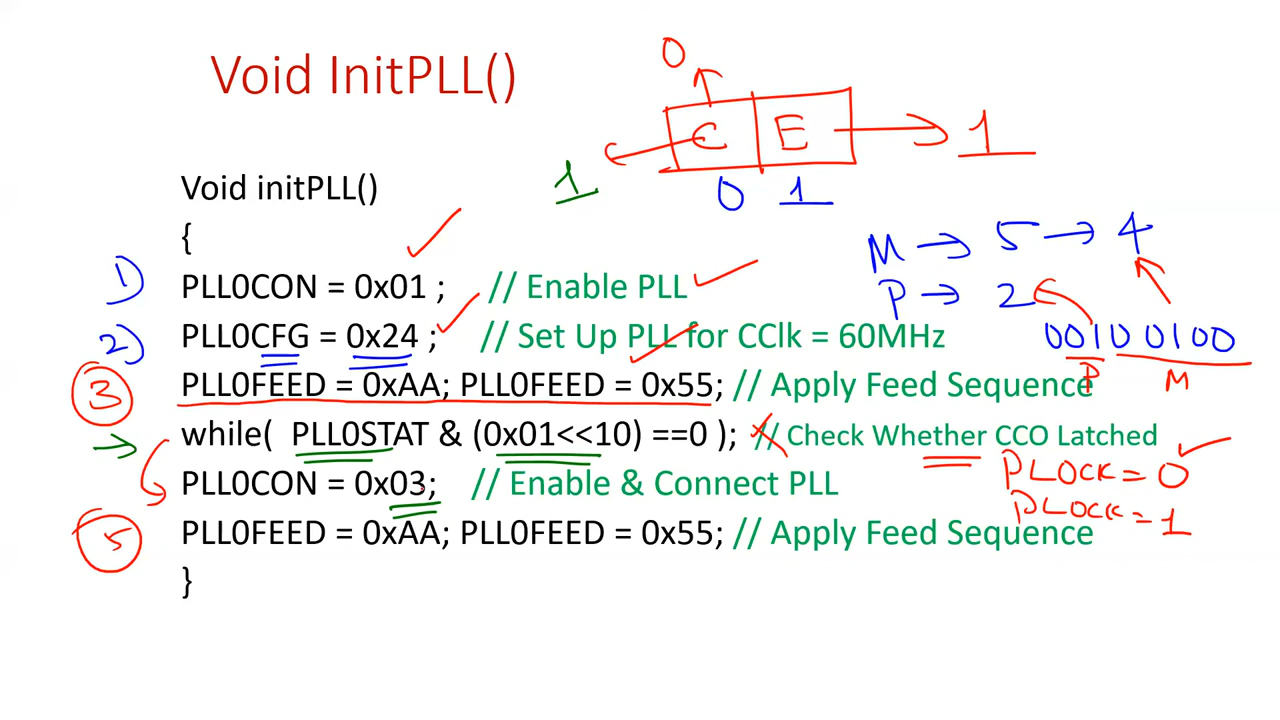 Void InitPLL()
0
C E 1
1
0 1
Void initPLL()
{
M → 5 → 4
1) PLL0CON = 0x01 ; // Enable PLL
P → 2
2) PLL0CFG = 0x24 ; // Set Up PLL for CClk = 60MHz
00100100
P M
3 PLL0FEED = 0xAA; PLL0FEED = 0x55; // Apply Feed Sequence
while( PLL0STAT & (0x01<<10) ==0 ); // Check Whether CCO Latched
PLOCK = 0
PLL0CON = 0x03; // Enable & Connect PLL
PLOCK = 1
5 PLL0FEED = 0xAA; PLL0FEED = 0x55; // Apply Feed Sequence
}